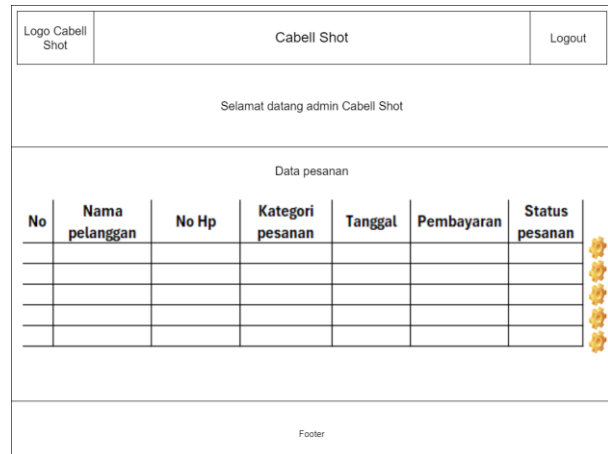 Logo Cabell
Shot
Cabell Shot
Logout
Selamat datang admin Cabell Shot
Data pesanan
No
Nama
pelanggan
No Hp
Kategori
pesanan
Tanggal
Pembayaran
Status
pesanan
Footer